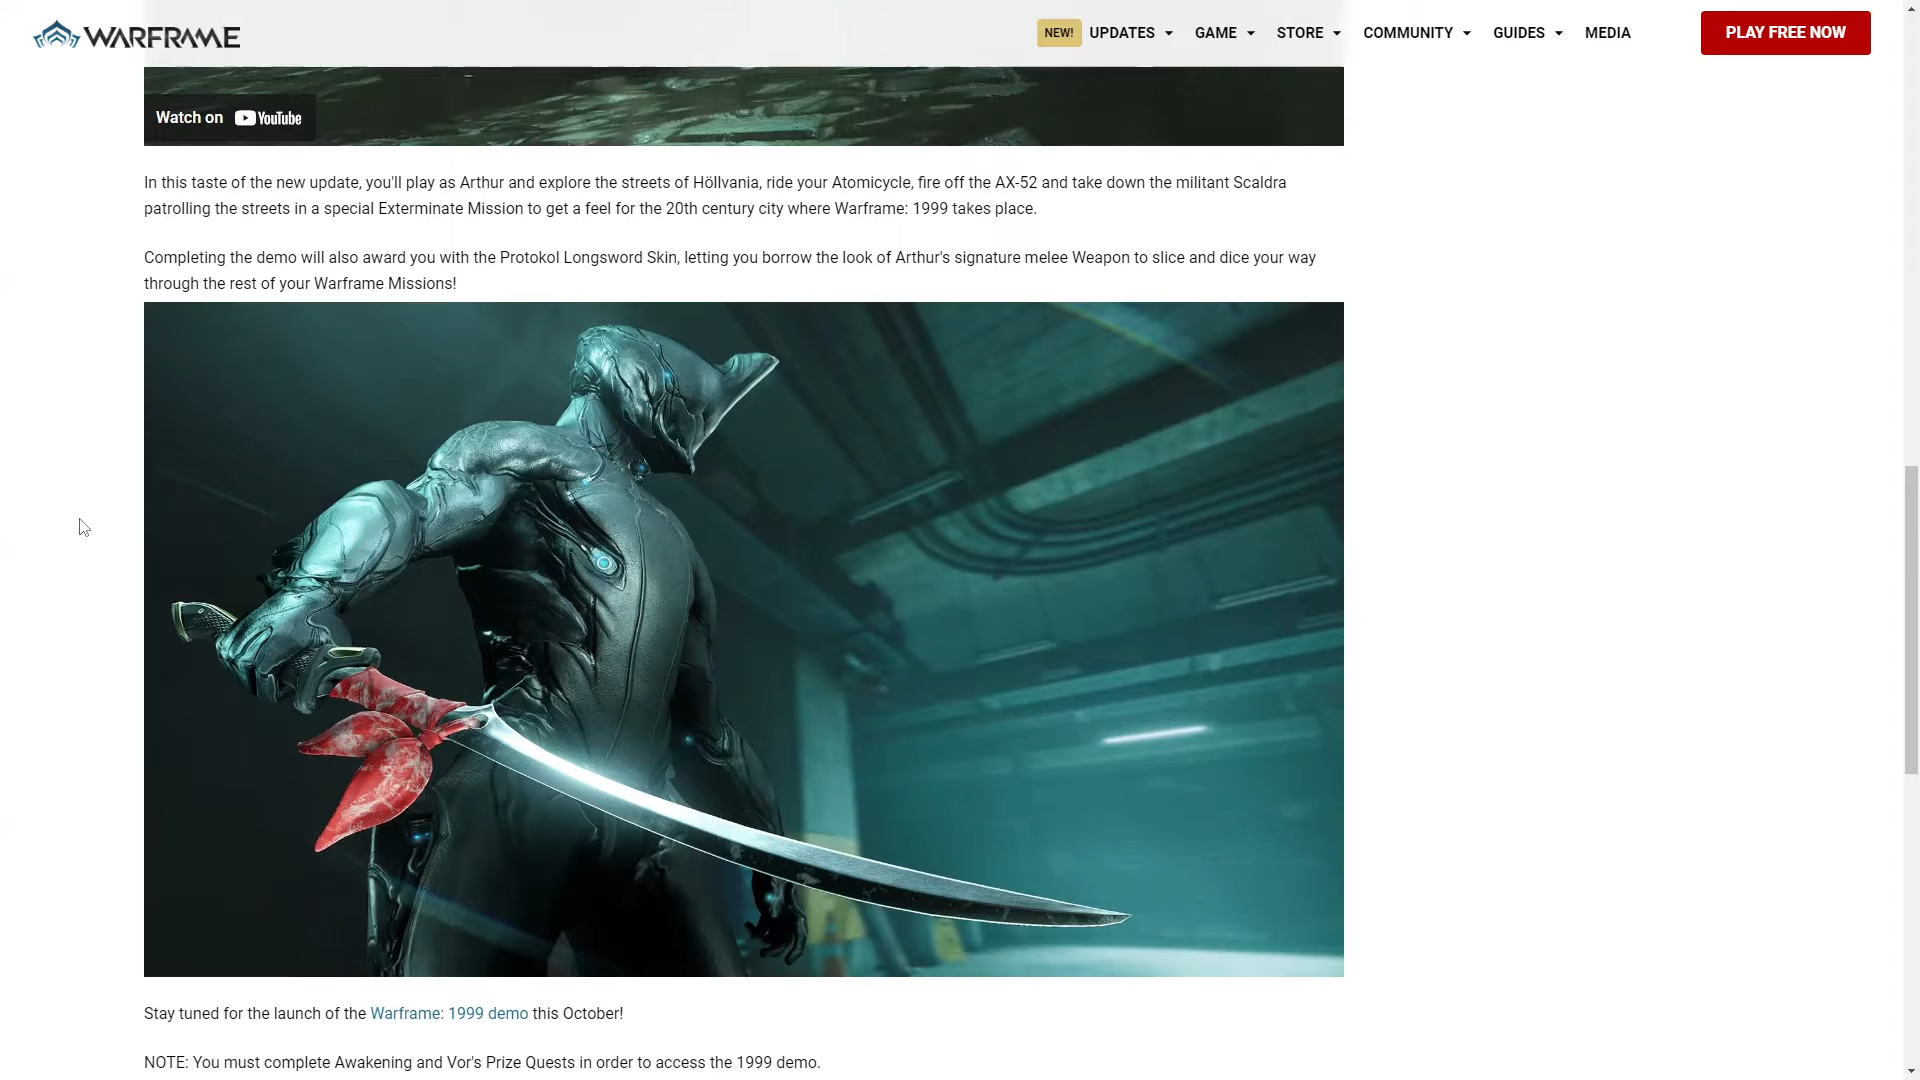 WARFRAME
NEW! UPDATES GAME STORE COMMUNITY GUIDES MEDIA PLAY FREE NOW
Watch on YouTube
In this taste of the new update, you'll play as Arthur and explore the streets of Höllvania, ride your Atomicycle, fire off the AX-52 and take down the militant Scaldra
patrolling the streets in a special Exterminate Mission to get a feel for the 20th century city where Warframe: 1999 takes place.
Completing the demo will also award you with the Protokol Longsword Skin, letting you borrow the look of Arthur's signature melee Weapon to slice and dice your way
through the rest of your Warframe Missions!
Stay tuned for the launch of the Warframe: 1999 demo this October!
NOTE: You must complete Awakening and Vor's Prize Quests in order to access the 1999 demo.